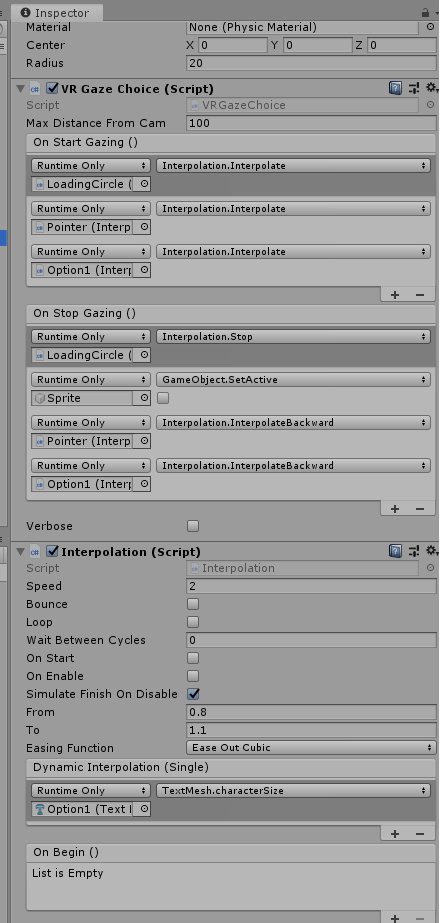 Inspector
Material None (Physic Material)
Center X 0 Y 0 Z 0
Radius 20
VR Gaze Choice (Script)
Script VRGazeChoice
Max Distance From Cam 100
On Start Gazing ()
Runtime Only Interpolation.Interpolate
LoadingCircle (
Runtime Only Interpolation.Interpolate
Pointer (Interp
Runtime Only Interpolation.Interpolate
Option1 (Interp
+ −
On Stop Gazing ()
Runtime Only Interpolation.Stop
LoadingCircle (
Runtime Only GameObject.SetActive
Sprite
Runtime Only Interpolation.InterpolateBackward
Pointer (Interp
Runtime Only Interpolation.InterpolateBackward
Option1 (Interp
+ −
Verbose
Interpolation (Script)
Script Interpolation
Speed 2
Bounce
Loop
Wait Between Cycles 0
On Start
On Enable
Simulate Finish On Disable
From 0.8
To 1.1
Easing Function Ease Out Cubic
Dynamic Interpolation (Single)
Runtime Only TextMesh.characterSize
Option1 (Text
+ −
On Begin ()
List is Empty
+ −